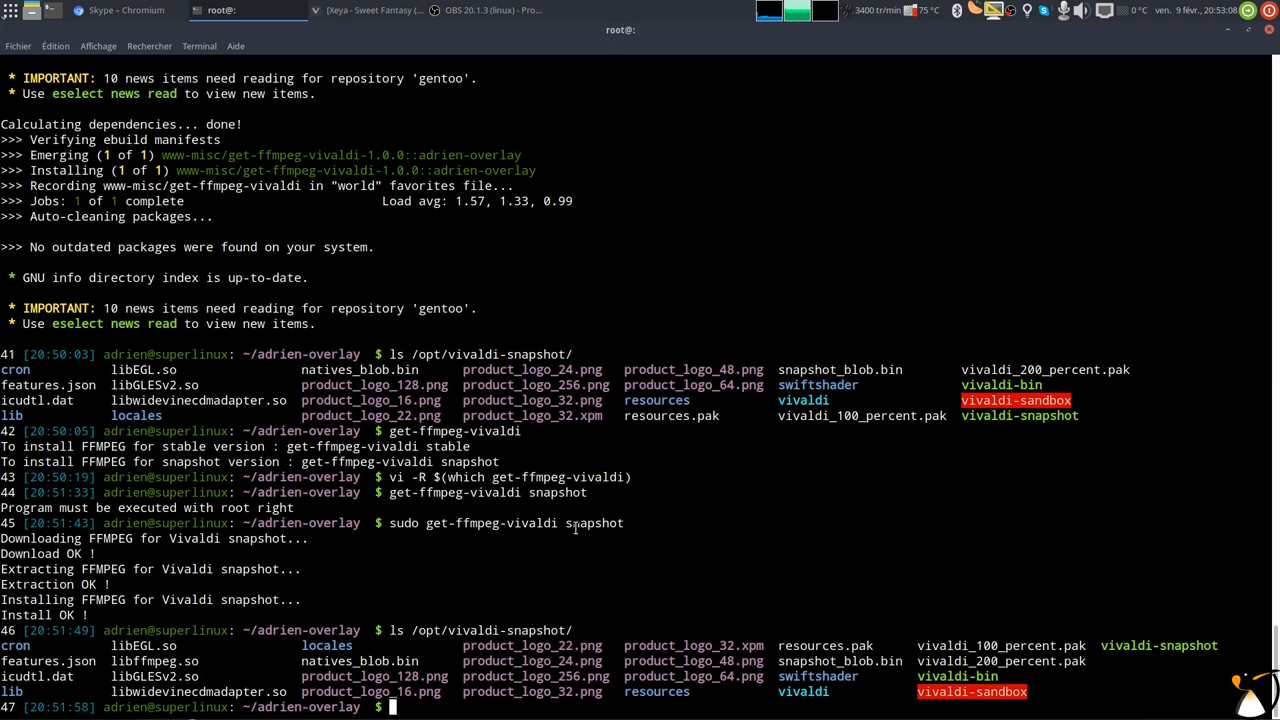 Skype – Chromium
root@:
[Xeya - Sweet Fantasy (...
OBS 20.1.3 (linux) - Pro...
3400 tr/min
75 °C
0 °C
ven. 9 févr., 20:53:08
root@:
Fichier Édition Affichage Rechercher Terminal Aide
* IMPORTANT: 10 news items need reading for repository 'gentoo'.
* Use eselect news read to view new items.
Calculating dependencies... done!
>>> Verifying ebuild manifests
>>> Emerging (1 of 1) www-misc/get-ffmpeg-vivaldi-1.0.0::adrien-overlay
>>> Installing (1 of 1) www-misc/get-ffmpeg-vivaldi-1.0.0::adrien-overlay
>>> Recording www-misc/get-ffmpeg-vivaldi in "world" favorites file...
>>> Jobs: 1 of 1 complete Load avg: 1.57, 1.33, 0.99
>>> Auto-cleaning packages...
>>> No outdated packages were found on your system.
* GNU info directory index is up-to-date.
* IMPORTANT: 10 news items need reading for repository 'gentoo'.
* Use eselect news read to view new items.
41 [20:50:03] adrien@superlinux: ~/adrien-overlay $ ls /opt/vivaldi-snapshot/
cron libEGL.so natives_blob.bin product_logo_24.png product_logo_48.png snapshot_blob.bin vivaldi_200_percent.pak
features.json libGLESv2.so product_logo_128.png product_logo_256.png product_logo_64.png swiftshader vivaldi-bin
icudtl.dat libwidevinecdmadapter.so product_logo_16.png product_logo_32.png resources vivaldi vivaldi-sandbox
lib locales product_logo_22.png product_logo_32.xpm resources.pak vivaldi_100_percent.pak vivaldi-snapshot
42 [20:50:05] adrien@superlinux: ~/adrien-overlay $ get-ffmpeg-vivaldi
To install FFMPEG for stable version : get-ffmpeg-vivaldi stable
To install FFMPEG for snapshot version : get-ffmpeg-vivaldi snapshot
43 [20:50:19] adrien@superlinux: ~/adrien-overlay $ vi -R $(which get-ffmpeg-vivaldi)
44 [20:51:33] adrien@superlinux: ~/adrien-overlay $ get-ffmpeg-vivaldi snapshot
Program must be executed with root right
45 [20:51:43] adrien@superlinux: ~/adrien-overlay $ sudo get-ffmpeg-vivaldi snapshot
Downloading FFMPEG for Vivaldi snapshot...
Download OK !
Extracting FFMPEG for Vivaldi snapshot...
Extraction OK !
Installing FFMPEG for Vivaldi snapshot...
Install OK !
46 [20:51:49] adrien@superlinux: ~/adrien-overlay $ ls /opt/vivaldi-snapshot/
cron libEGL.so locales product_logo_22.png product_logo_32.xpm resources.pak vivaldi_100_percent.pak vivaldi-snapshot
features.json libffmpeg.so natives_blob.bin product_logo_24.png product_logo_48.png snapshot_blob.bin vivaldi_200_percent.pak
icudtl.dat libGLESv2.so product_logo_128.png product_logo_256.png product_logo_64.png swiftshader vivaldi-bin
lib libwidevinecdmadapter.so product_logo_16.png product_logo_32.png resources vivaldi vivaldi-sandbox
47 [20:51:58] adrien@superlinux: ~/adrien-overlay $